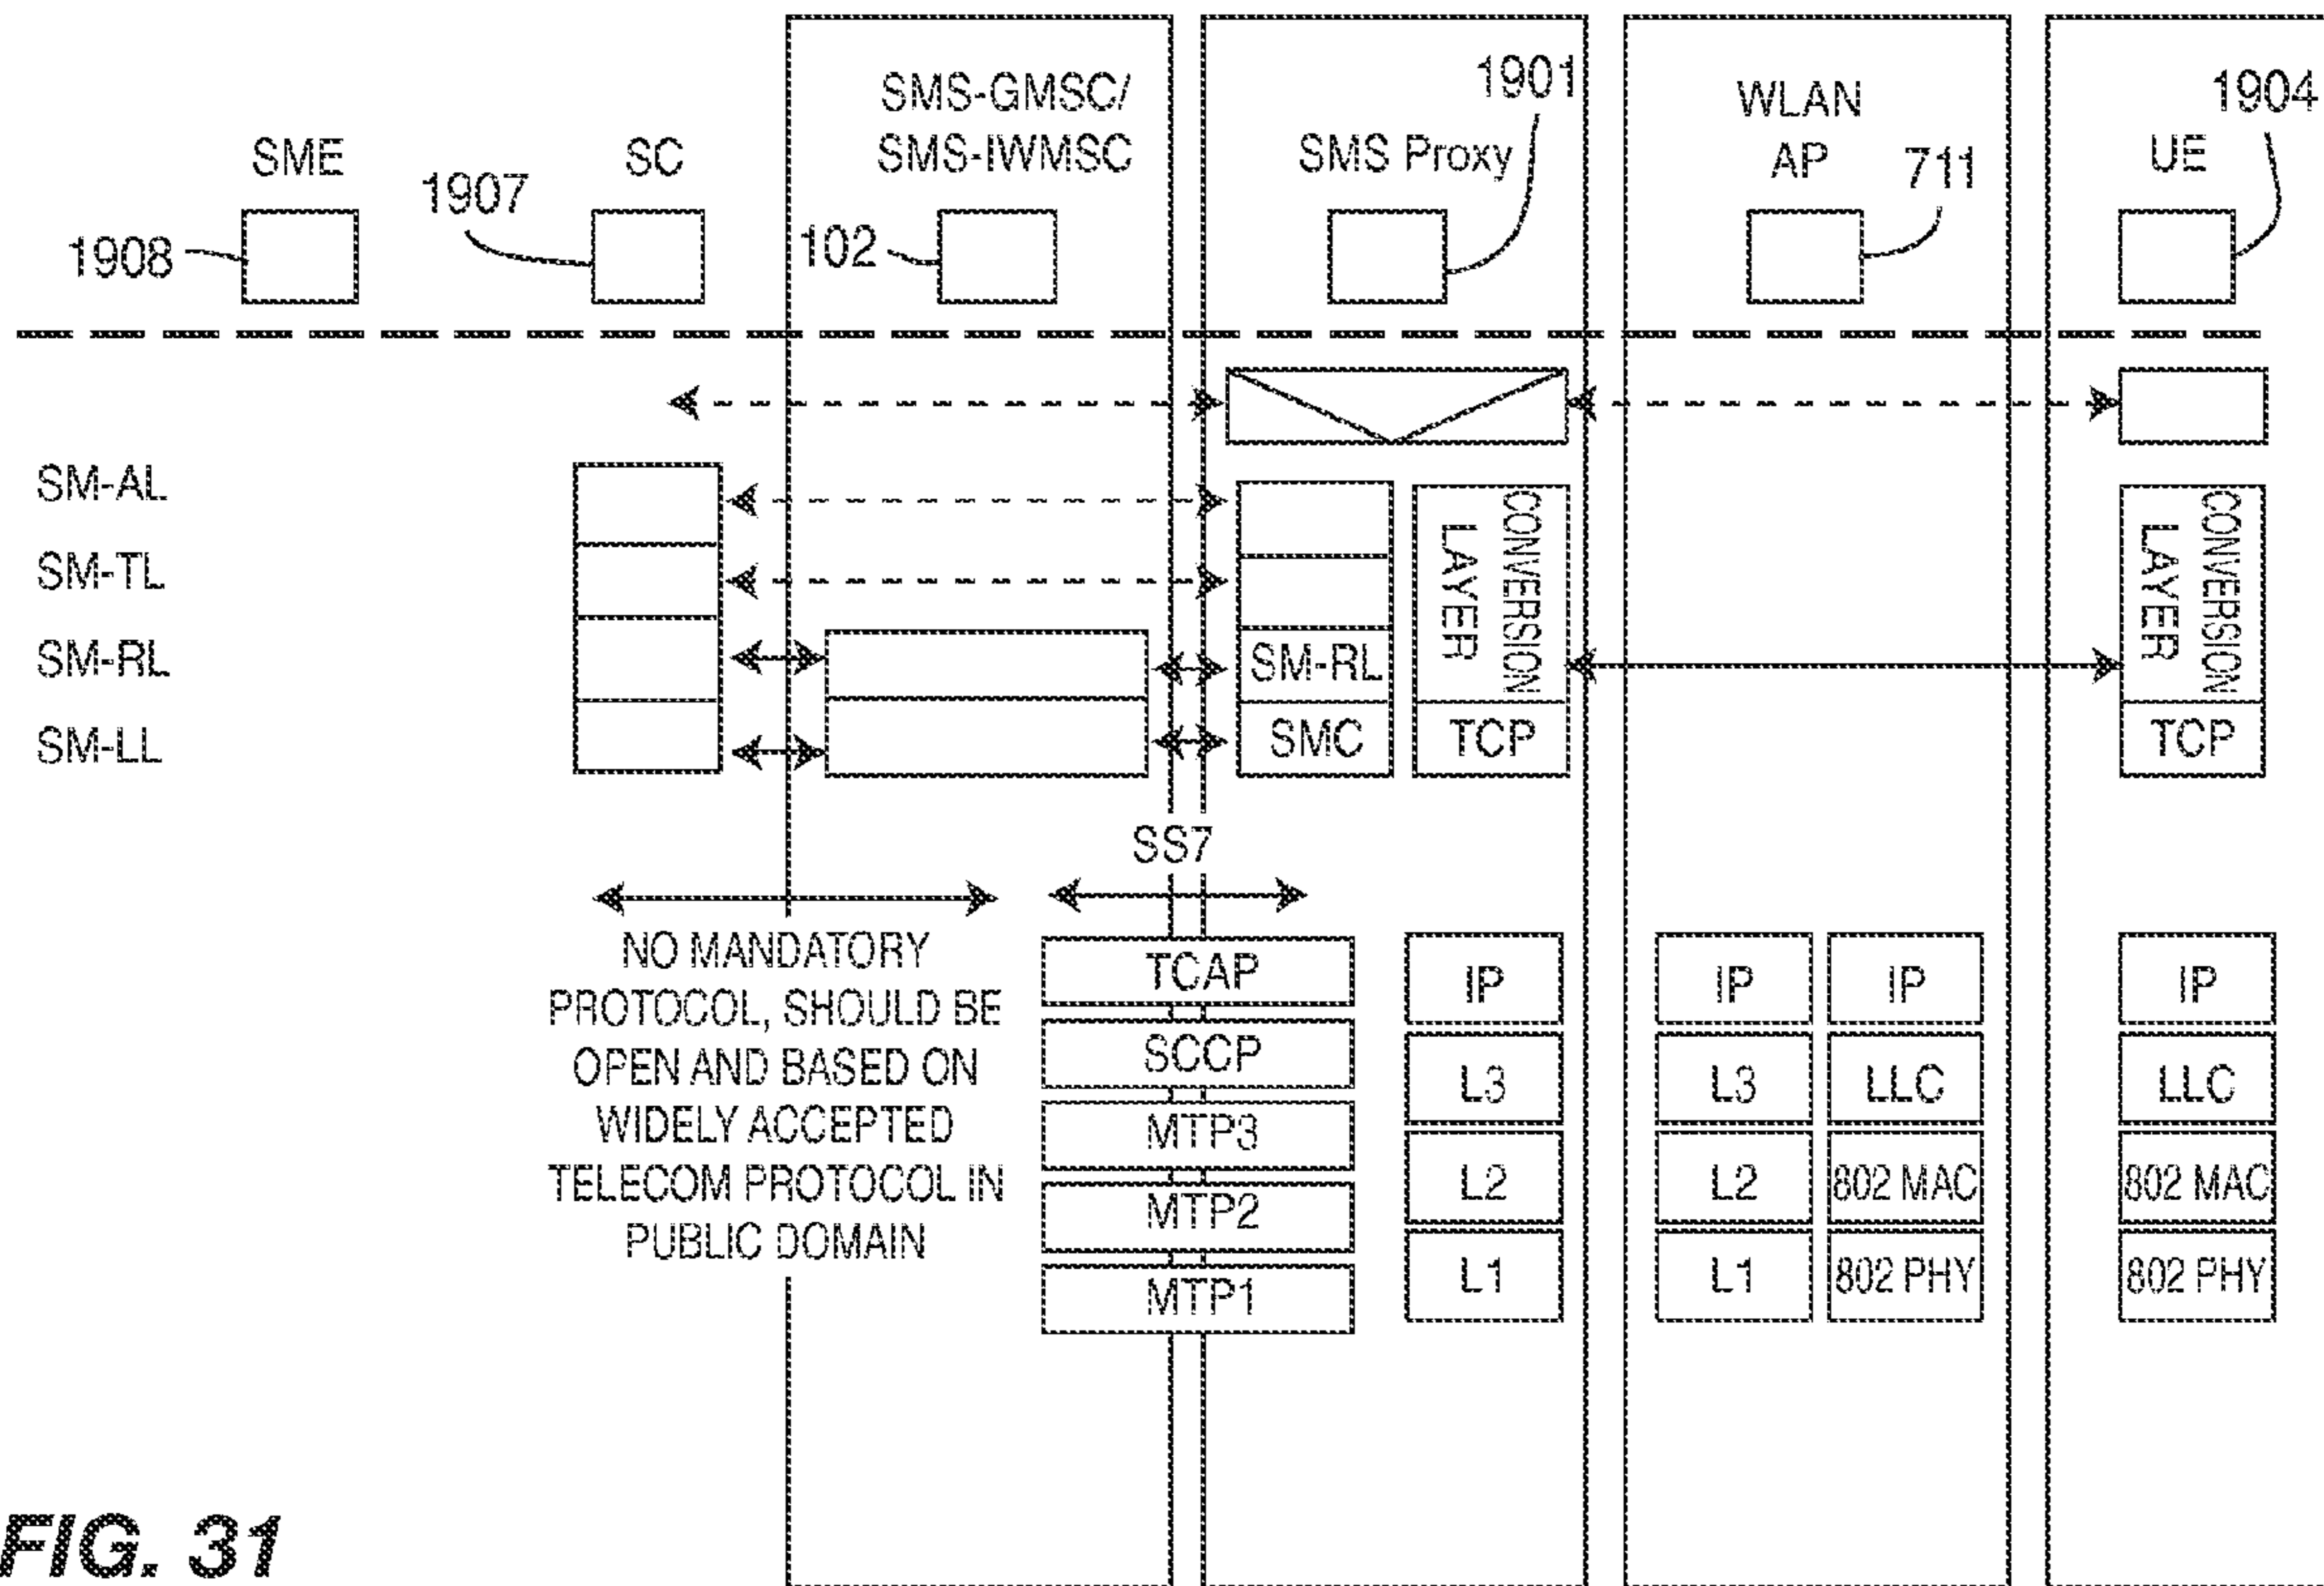 SMS-GMSC/
SMS-IWMSC
1901
WLAN
AP
1904
SME
SC
SMS Proxy
UE
1907
711
1908
102
SM-AL
SM-TL
SM-RL
SM-LL
SM-RL
SMC
CONVERSION
LAYER
TCP
CONVERSION
LAYER
TCP
SS7
NO MANDATORY
PROTOCOL, SHOULD BE
OPEN AND BASED ON
WIDELY ACCEPTED
TELECOM PROTOCOL IN
PUBLIC DOMAIN
TCAP
SCCP
MTP3
MTP2
MTP1
IP
L3
L2
L1
IP
L3
L2
L1
IP
LLC
802 MAC
802 PHY
IP
LLC
802 MAC
802 PHY
FIG. 31